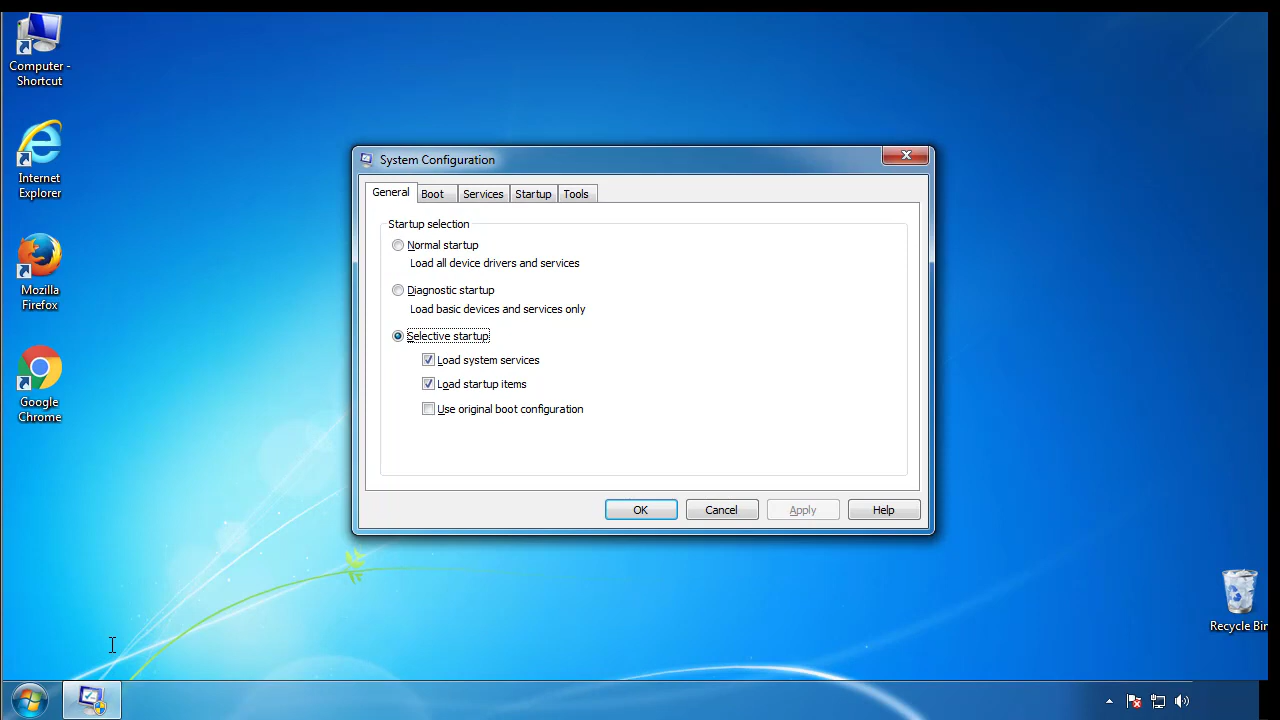 Computer -
Shortcut
Internet
Explorer
Mozilla
Firefox
Google
Chrome
System Configuration
General
Boot
Services
Startup
Tools
Startup selection
Normal startup
Load all device drivers and services
Diagnostic startup
Load basic devices and services only
Selective startup
Load system services
Load startup items
Use original boot configuration
OK
Cancel
Apply
Help
Recycle Bin